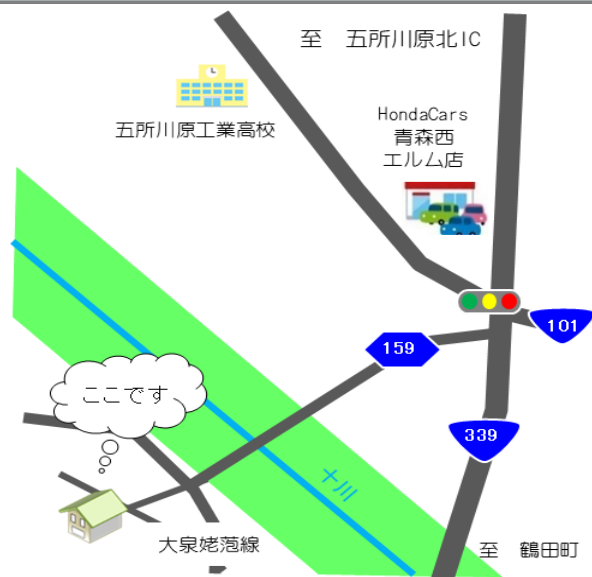 至　五所川原北IC
五所川原工業高校
HondaCars
青森西
エルム店
101
159
ここです
339
十川
大泉姥萢線
至　鶴田町